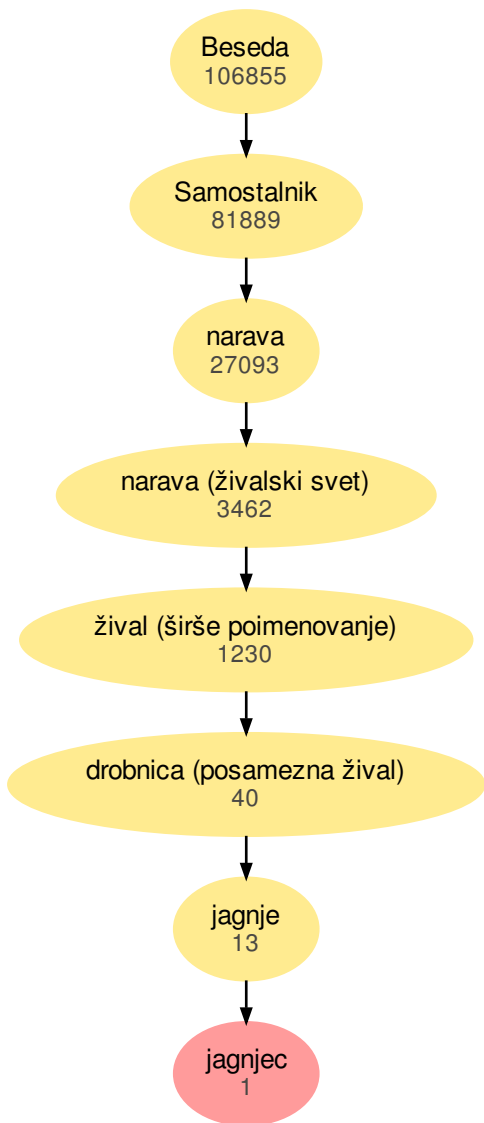 Beseda
106855
Samostalnik
81889
narava
27093
narava (živalski svet)
3462
žival (širše poimenovanje)
1230
drobnica (posamezna žival)
40
jagnje
13
jagnjec
1